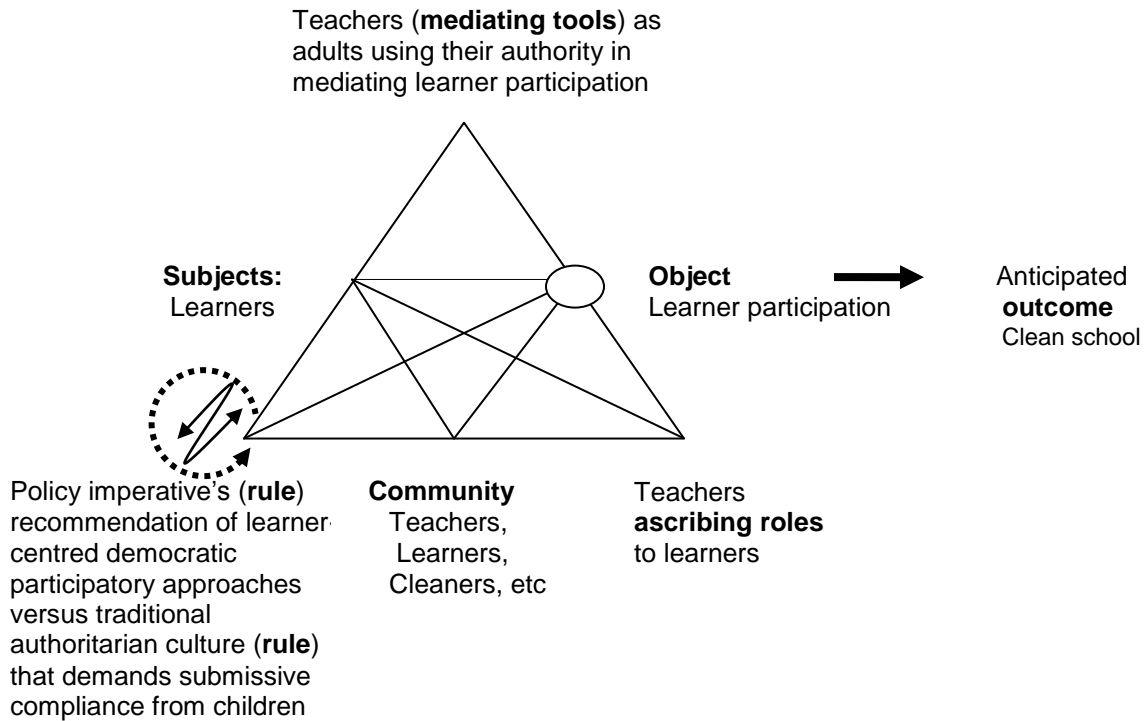 Teachers (mediating tools) as
adults using their authority in
mediating learner participation
Subjects:
Learners
Object
Learner participation
Anticipated
outcome
Clean school
Policy imperative's (rule)
recommendation of learner-
centred democratic
participatory approaches
versus traditional
authoritarian culture (rule)
that demands submissive
compliance from children
Community
Teachers,
Learners,
Cleaners, etc
Teachers
ascribing roles
to learners